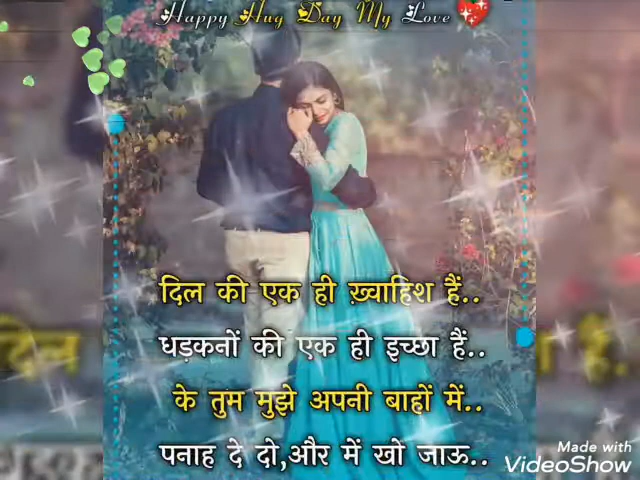 Happy Hug Day My Love
दिल की एक ही ख़्वाहिश हैं..
धड़कनों की एक ही इच्छा हैं..
के तुम मुझे अपनी बाहों में..
पनाह दे दो,और में खों जाऊ..
Made with
VideoShow